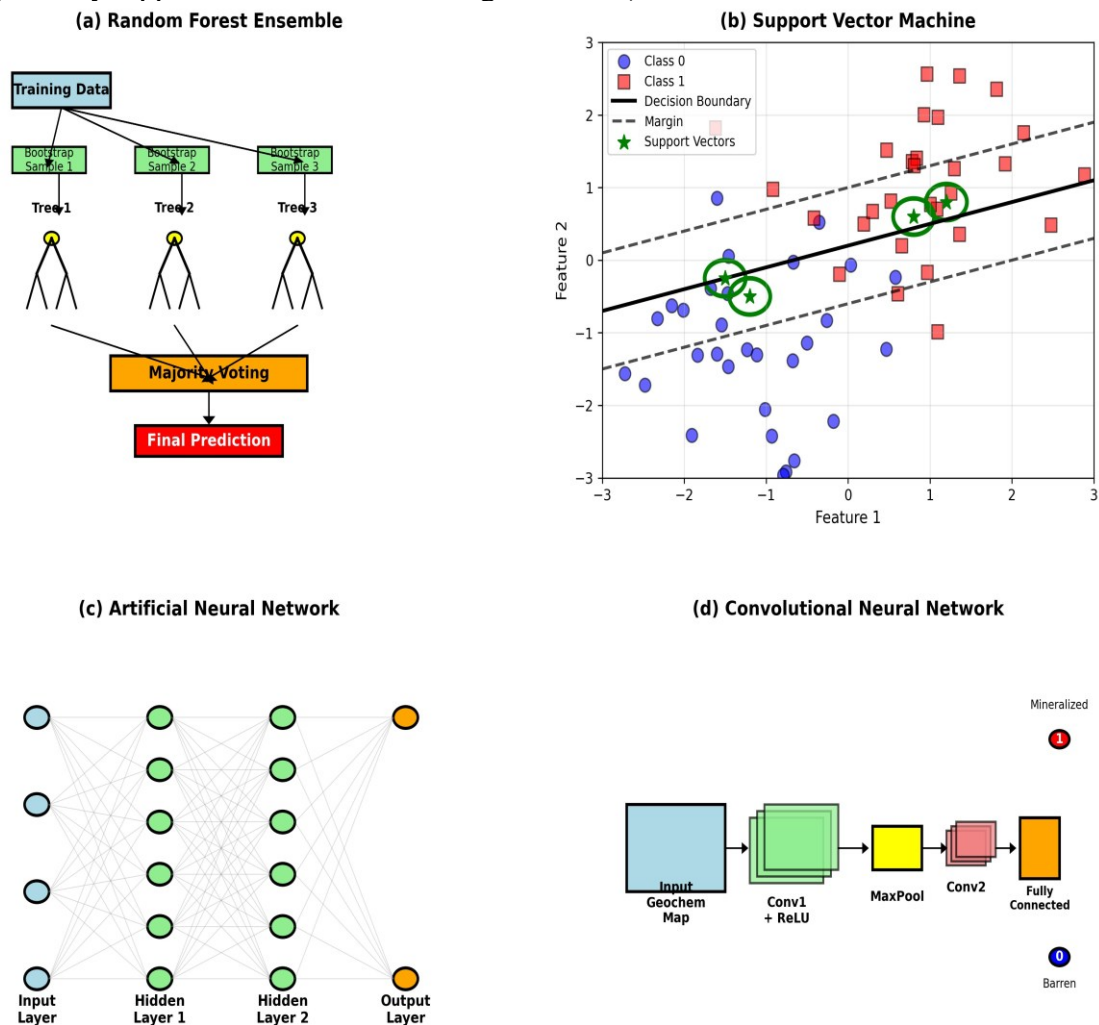 (a) Random Forest Ensemble
Training Data
Bootstrap
Sample 1
Bootstrap
Sample 2
Bootstrap
Sample 3
Tree 1
Tree 2
Tree 3
Majority Voting
Final Prediction
(b) Support Vector Machine
Class 0
Class 1
Decision Boundary
Margin
Support Vectors
3
2
1
0
−1
−2
−3
Feature 2
−3 −2 −1 0 1 2 3
Feature 1
(c) Artificial Neural Network
Input
Layer
Hidden
Layer 1
Hidden
Layer 2
Output
Layer
(d) Convolutional Neural Network
Mineralized
1
Input
Geochem
Map
Conv1
+ ReLU
MaxPool
Conv2
Fully
Connected
0
Barren